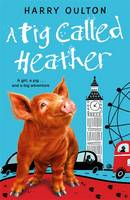 HARRY OULTON
A Pig Called
Heather
A girl, a pig . . .
and a big adventure